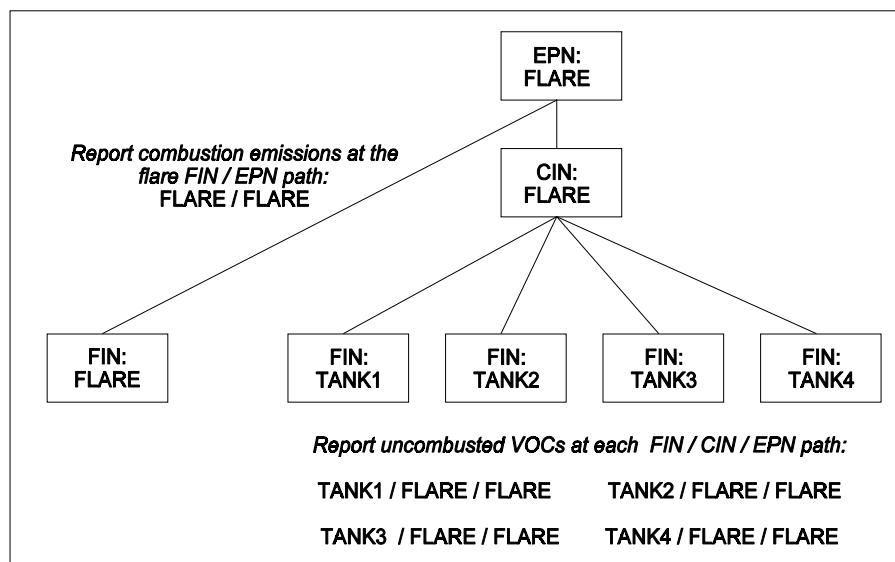 EPN:
FLARE
Report combustion emissions at the
flare FIN / EPN path:
FLARE / FLARE
CIN:
FLARE
FIN:
FLARE
FIN:
TANK1
FIN:
TANK2
FIN:
TANK3
FIN:
TANK4
Report uncombusted VOCs at each FIN / CIN / EPN path:
TANK1 / FLARE / FLARE TANK2 / FLARE / FLARE
TANK3 / FLARE / FLARE TANK4 / FLARE / FLARE